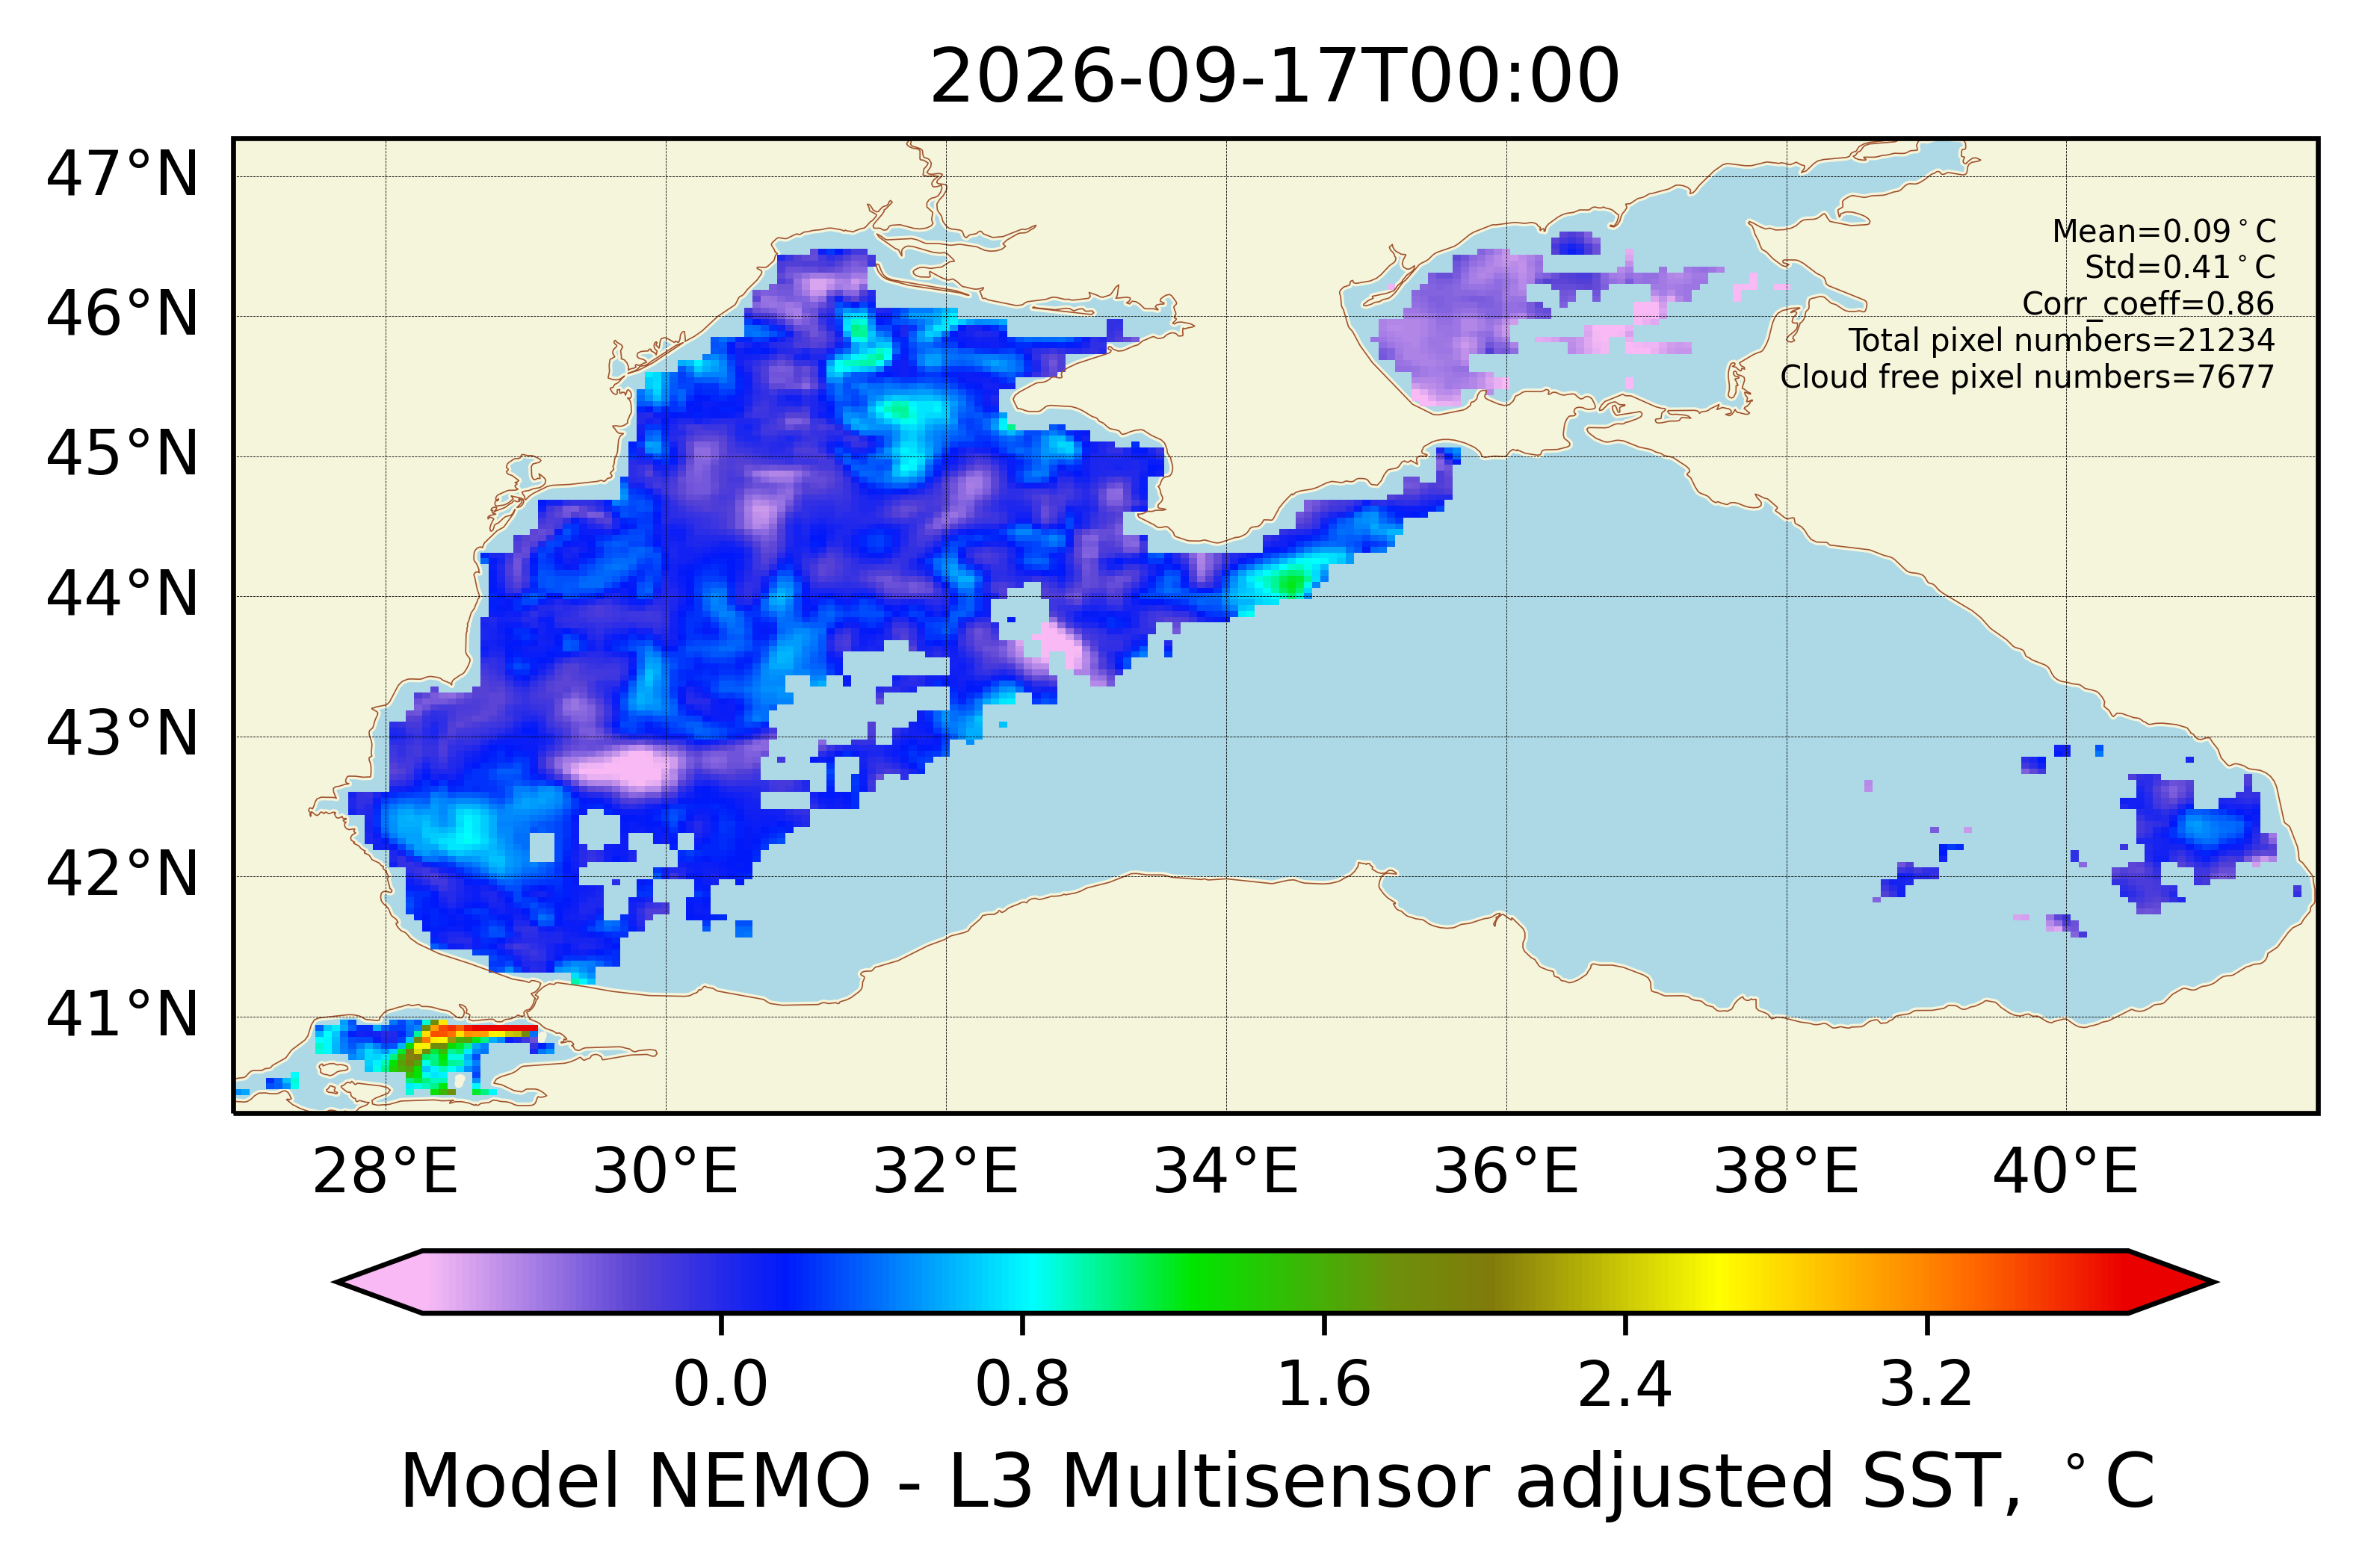 2026-09-17T00:00
47°N
46°N
45°N
44°N
43°N
42°N
41°N
Mean=0.09°C
Std=0.41°C
Corr_coeff=0.86
Total pixel numbers=21234
Cloud free pixel numbers=7677
28°E 30°E 32°E 34°E 36°E 38°E 40°E
0.0 0.8 1.6 2.4 3.2
Model NEMO - L3 Multisensor adjusted SST, °C